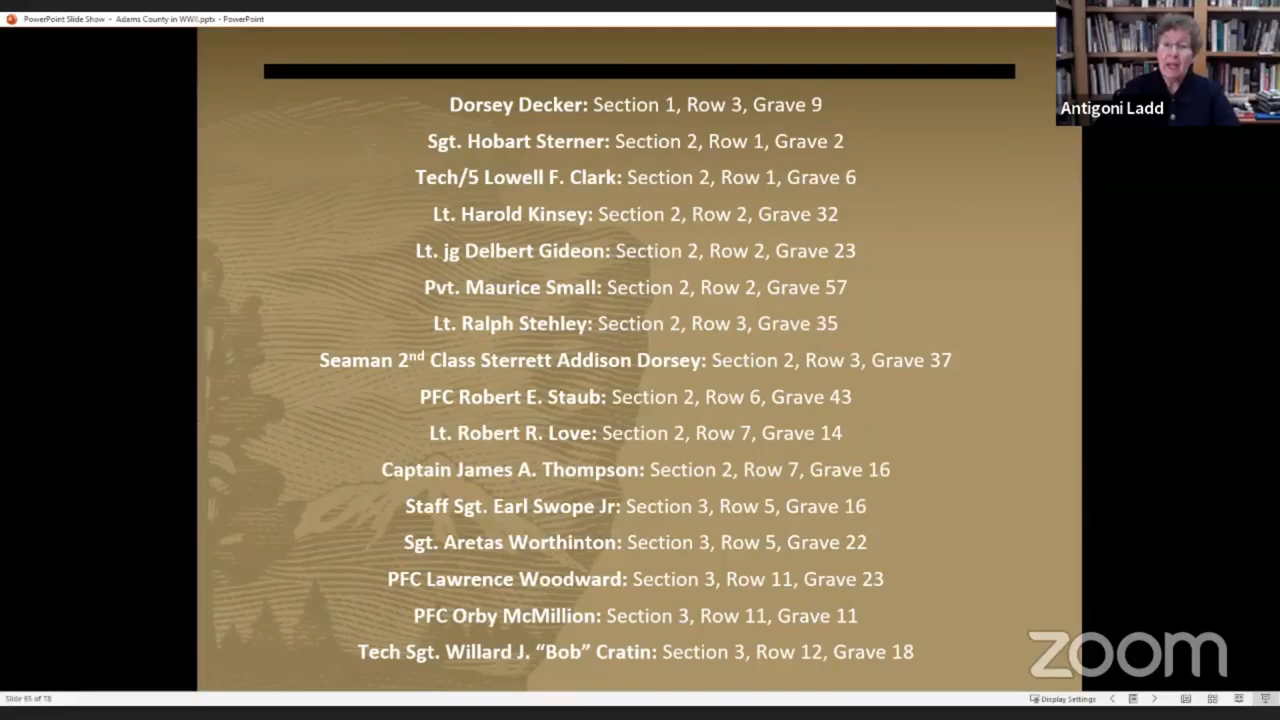 PowerPoint Slide Show - Adams County in WWII.pptx - PowerPoint
Antigoni Ladd
Dorsey Decker: Section 1, Row 3, Grave 9
Sgt. Hobart Sterner: Section 2, Row 1, Grave 2
Tech/5 Lowell F. Clark: Section 2, Row 1, Grave 6
Lt. Harold Kinsey: Section 2, Row 2, Grave 32
Lt. jg Delbert Gideon: Section 2, Row 2, Grave 23
Pvt. Maurice Small: Section 2, Row 2, Grave 57
Lt. Ralph Stehley: Section 2, Row 3, Grave 35
Seaman 2nd Class Sterrett Addison Dorsey: Section 2, Row 3, Grave 37
PFC Robert E. Staub: Section 2, Row 6, Grave 43
Lt. Robert R. Love: Section 2, Row 7, Grave 14
Captain James A. Thompson: Section 2, Row 7, Grave 16
Staff Sgt. Earl Swope Jr: Section 3, Row 5, Grave 16
Sgt. Aretas Worthinton: Section 3, Row 5, Grave 22
PFC Lawrence Woodward: Section 3, Row 11, Grave 23
PFC Orby McMillion: Section 3, Row 11, Grave 11
Tech Sgt. Willard J. “Bob” Cratin: Section 3, Row 12, Grave 18
zoom
Slide 65 of 78
Display Settings